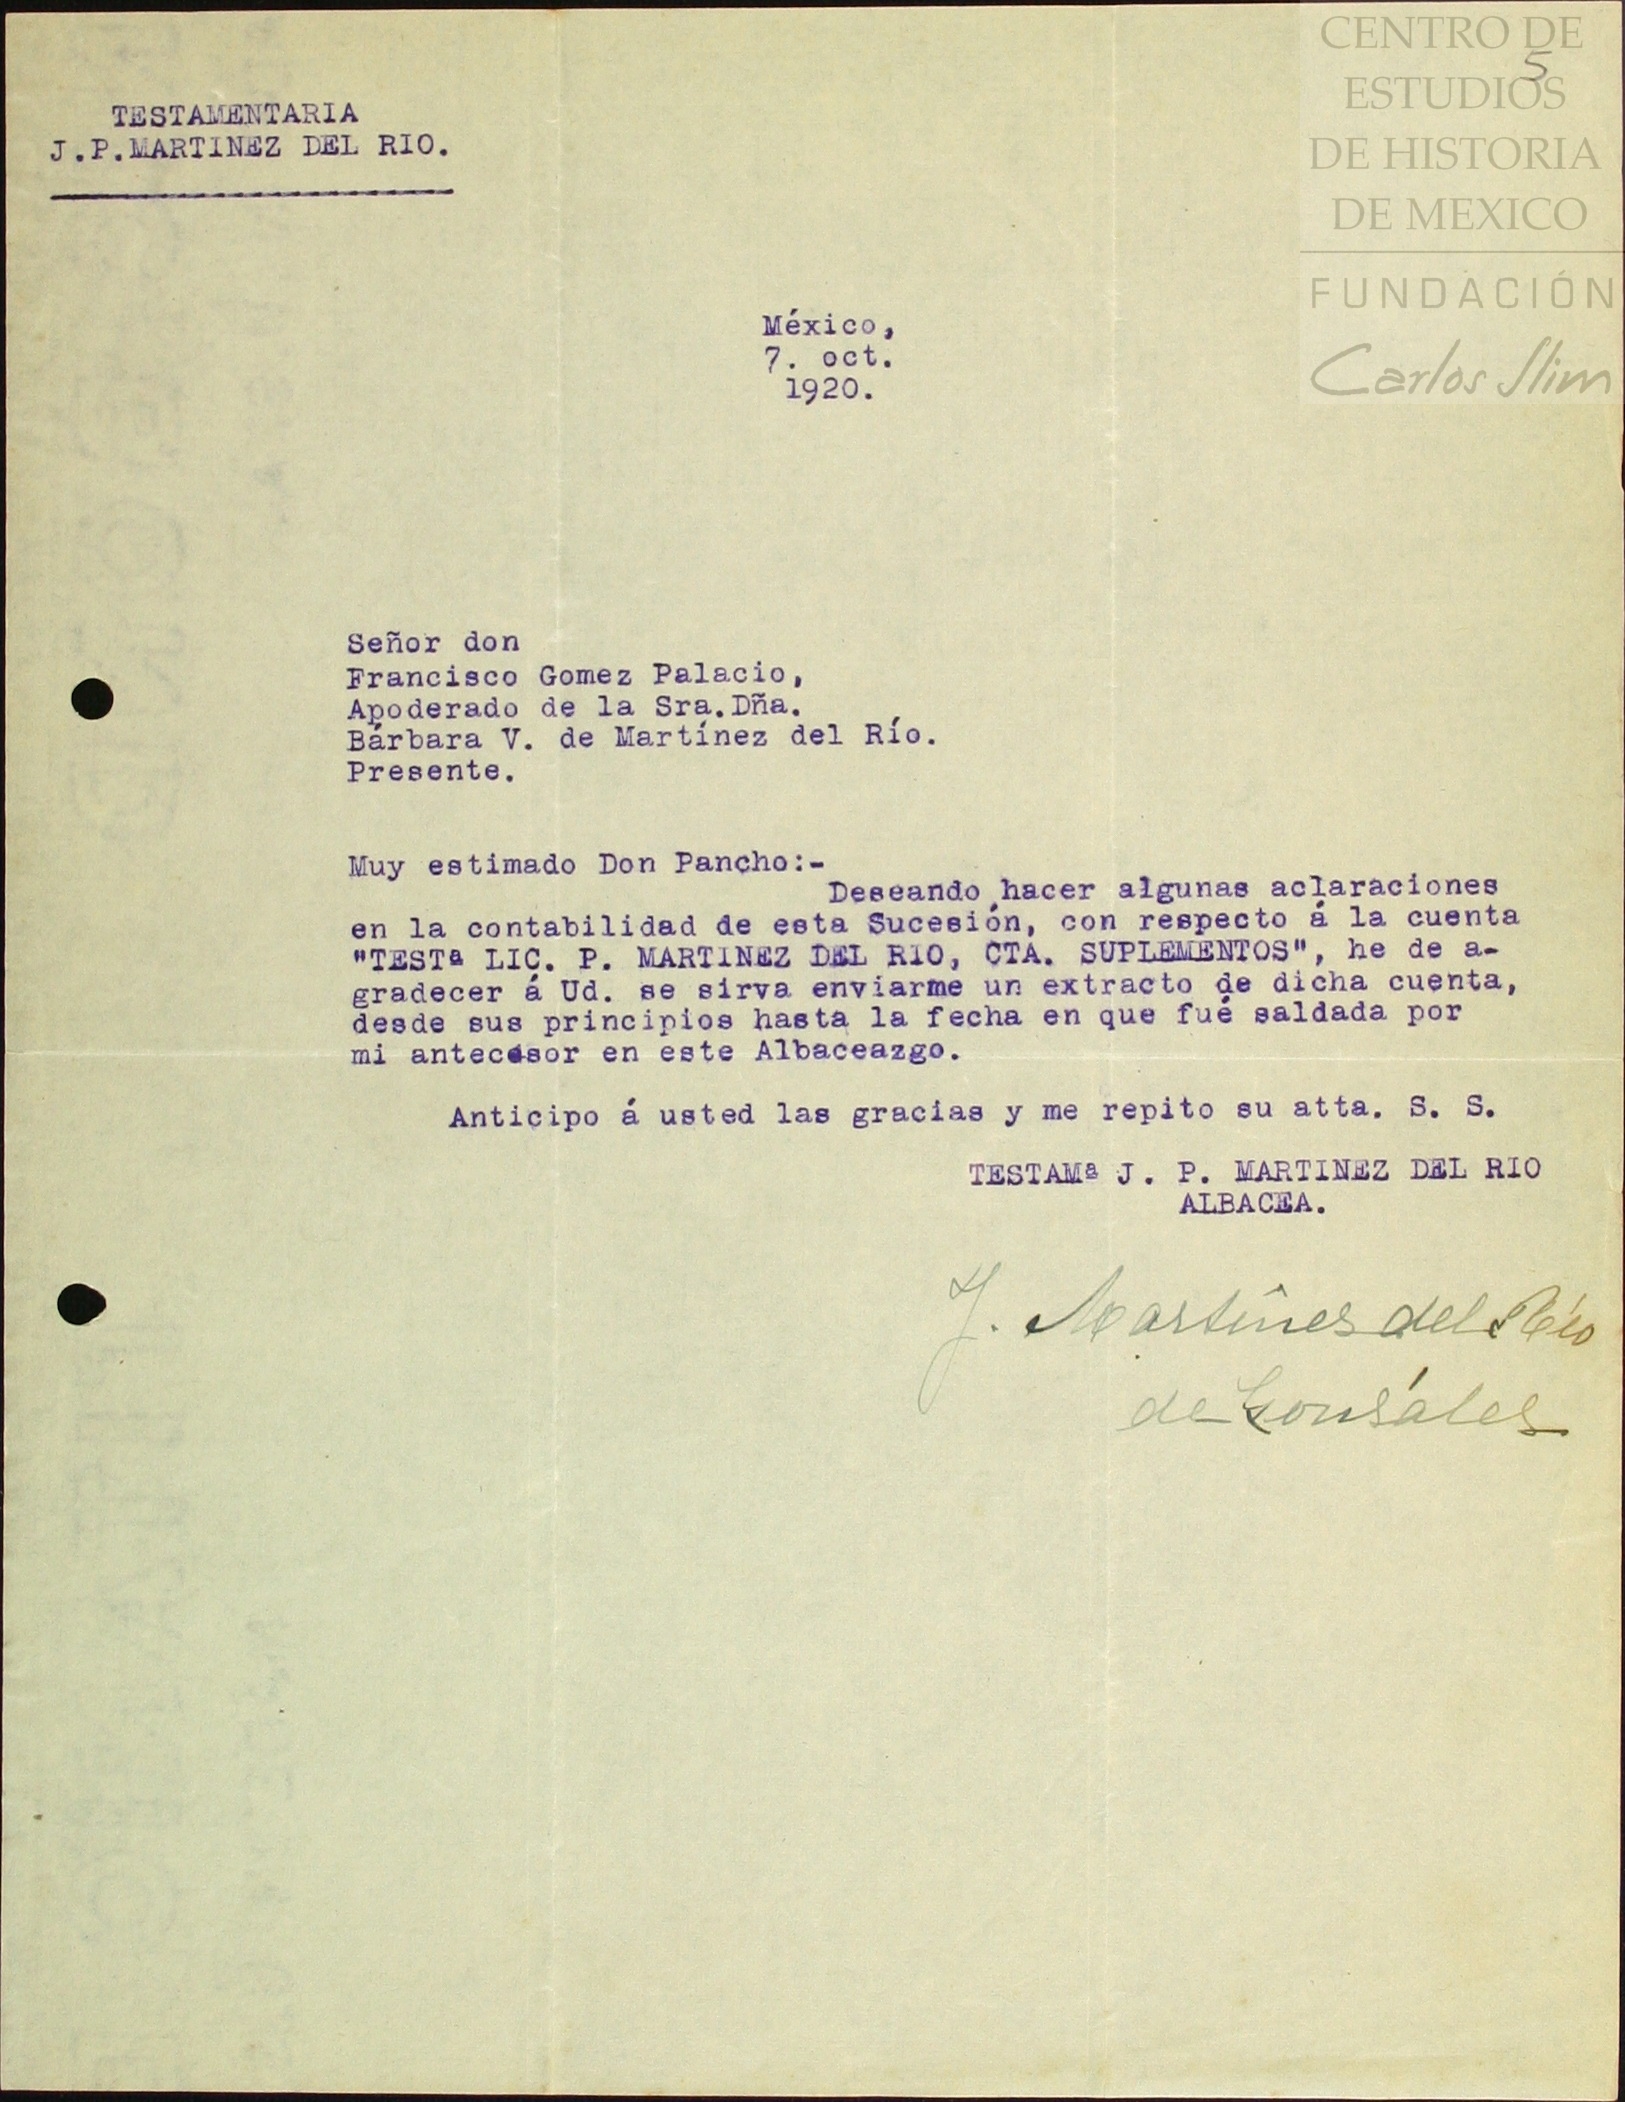 CENTRO DE
5
ESTUDIOS
DE HISTORIA
DE MEXICO
FUNDACIÓN
Carlos Slim
TESTAMENTARIA
J.P.MARTINEZ DEL RIO.
México,
7. oct.
1920.
Señor don
Francisco Gomez Palacio,
Apoderado de la Sra.Dña.
Bárbara V. de Martínez del Río.
Presente.
Muy estimado Don Pancho:-
Deseando hacer algunas aclaraciones
en la contabilidad de esta Sucesión, con respecto á la cuenta
"TESTª LIC. P. MARTINEZ DEL RIO, CTA. SUPLEMENTOS", he de a-
gradecer á Ud. se sirva enviarme un extracto de dicha cuenta,
desde sus principios hasta la fecha en que fué saldada por
mi antecesor en este Albaceazgo.
Anticipo á usted las gracias y me repito su atta. S. S.
TESTAMª J. P. MARTINEZ DEL RIO
ALBACEA.
J. Martínes del Río
de Gonsáles